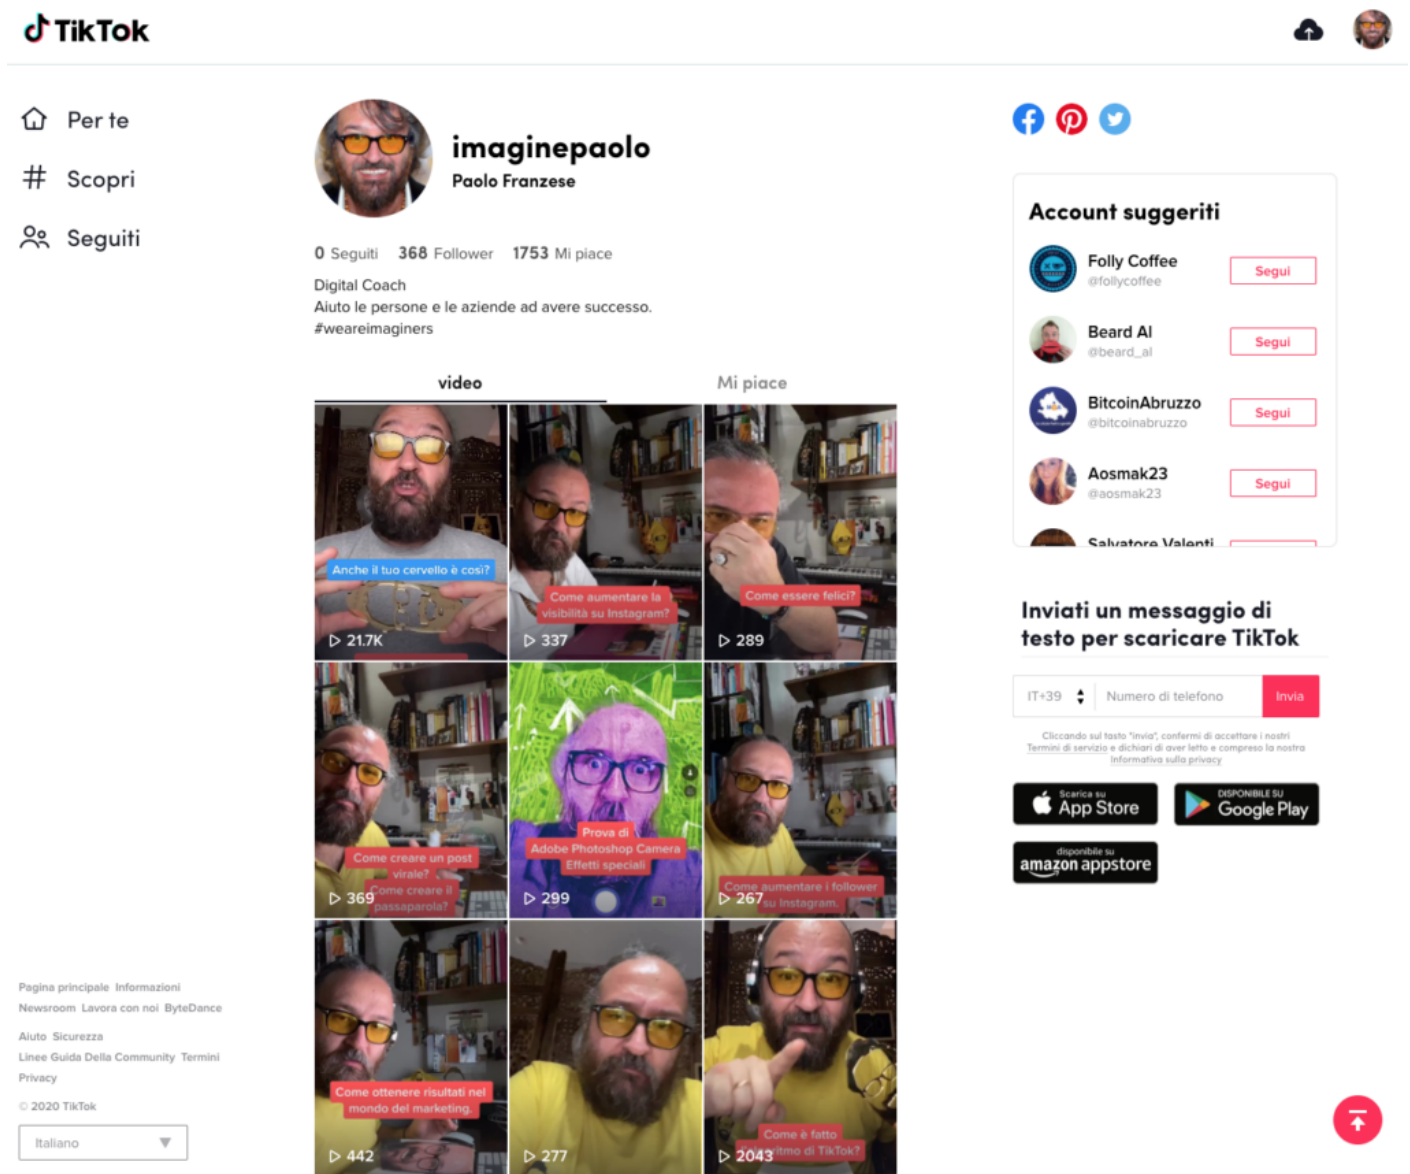 TikTok
Per te
Scopri
Seguiti
imaginepaolo
Paolo Franzese
0 Seguiti 368 Follower 1753 Mi piace
Digital Coach
Aiuto le persone e le aziende ad avere successo.
#weareimaginers
video Mi piace
Anche il tuo cervello è così?
21.7K
Come aumentare la
visibilità su Instagram?
337
Come essere felici?
289
Come creare un post
virale?
Come creare il
passaparola?
369
Prova di
Adobe Photoshop Camera
Effetti speciali
299
Come aumentare i follower
su Instagram.
267
Come ottenere risultati nel
mondo del marketing.
442
277
Come è fatto
di TikTok?
2043
Account suggeriti
Folly Coffee
@follycoffee
Segui
Beard Al
@beard_al
Segui
BitcoinAbruzzo
@bitcoinabruzzo
Segui
Aosmak23
@aosmak23
Segui
Salvatore Valenti
Inviati un messaggio di
testo per scaricare TikTok
IT+39 Numero di telefono Invia
Cliccando sul tasto "invia", confermi di accettare i nostri
Termini di servizio e dichiari di aver letto e compreso la nostra
Informativa sulla privacy
Scarica su
App Store
DISPONIBILE SU
Google Play
disponibile su
amazon appstore
Pagina principale Informazioni
Newsroom Lavora con noi ByteDance
Aiuto Sicurezza
Linee Guida Della Community Termini
Privacy
© 2020 TikTok
Italiano